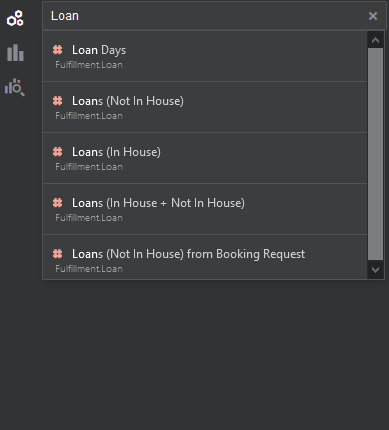 Loan
Loan Days
Fulfillment.Loan
Loans (Not In House)
Fulfillment.Loan
Loans (In House)
Fulfillment.Loan
Loans (In House + Not In House)
Fulfillment.Loan
Loans (Not In House) from Booking Request
Fulfillment.Loan